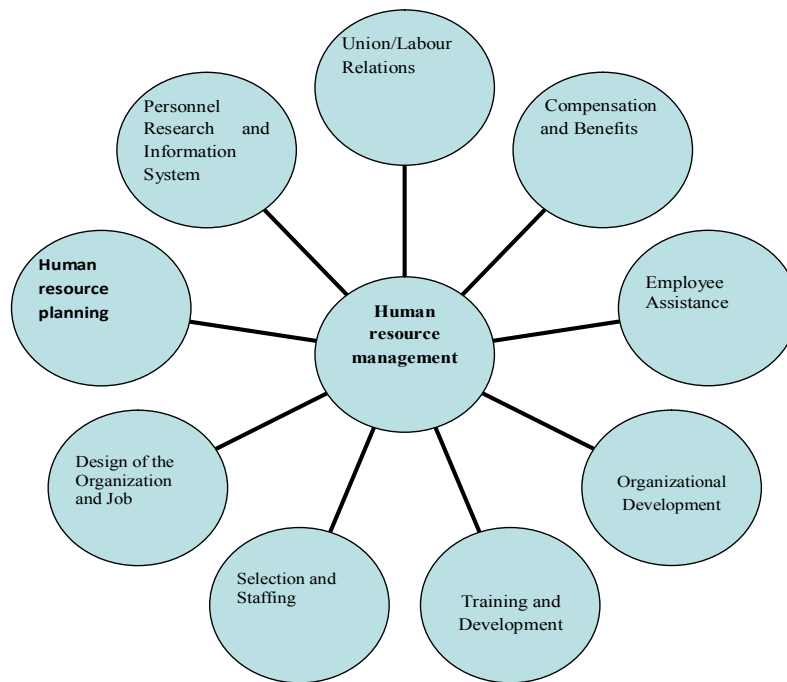 Union/Labour
Relations
Compensation
and Benefits
Personnel
Research and
Information
System
Human
resource
planning
Employee
Assistance
Human
resource
management
Design of the
Organization
and Job
Organizational
Development
Selection and
Staffing
Training and
Development